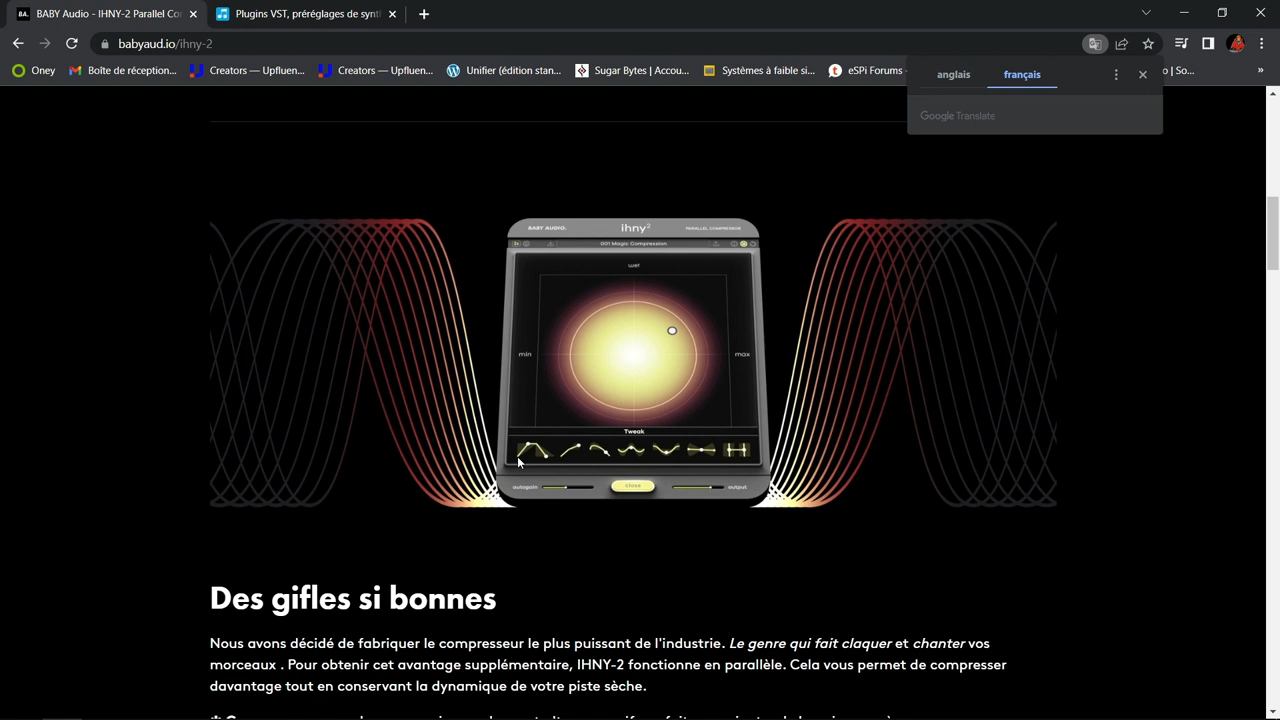 BABY Audio - IHNY-2 Parallel Co
Plugins VST, préréglages de synt
babyaud.io/ihny-2
Oney
Boîte de réception...
Creators — Upfluen...
Creators — Upfluen...
Unifier (édition stan...
Sugar Bytes | Accou...
Systèmes à faible si...
eSPi Forums -
o | So...
»
anglais
français
Google Translate
BABY AUDIO.
ihny²
PARALLEL COMPRESSOR
001 Magic Compression
wet
min
max
Tweak
autogain
close
output
Des gifles si bonnes
Nous avons décidé de fabriquer le compresseur le plus puissant de l'industrie. Le genre qui fait claquer et chanter vos
morceaux . Pour obtenir cet avantage supplémentaire, IHNY-2 fonctionne en parallèle. Cela vous permet de compresser
davantage tout en conservant la dynamique de votre piste sèche.